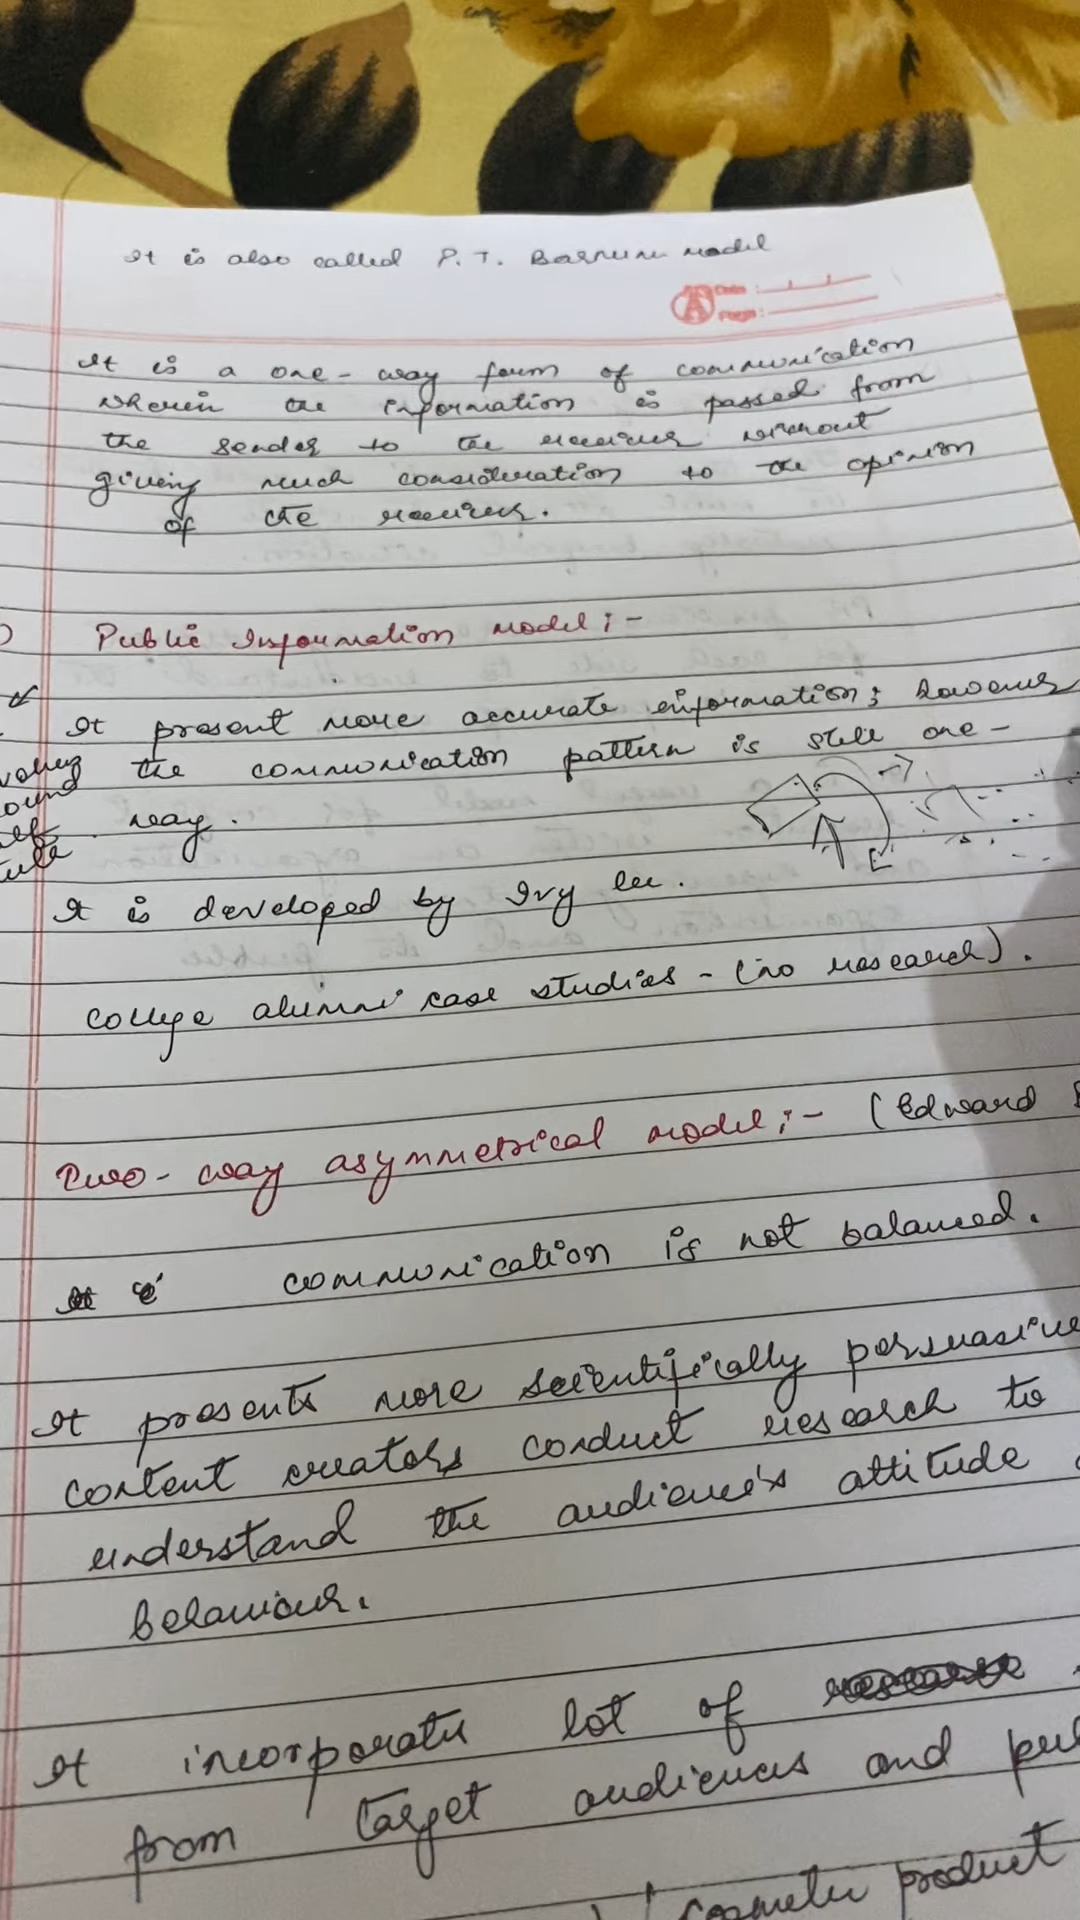 It is also called P. T. Barnum model
Date :
Page :
It is a one-way form of communication
wherein the information is passed from
the sender to the receiver without
giving much consideration to the opinion
of the receiver.
Public Information model :-
It present more accurate information; however
the communication pattern is still one-
way.
It is developed by Ivy lee.
College alumni case studies - (no research).
Two-way asymmetrical model :- (Edward
communication is not balanced.
It presents more scientifically persuasive
content creators conduct research to
understand the audience's attitude
behaviour.
It incorporates lot of
from target audiences and
cosmetic product